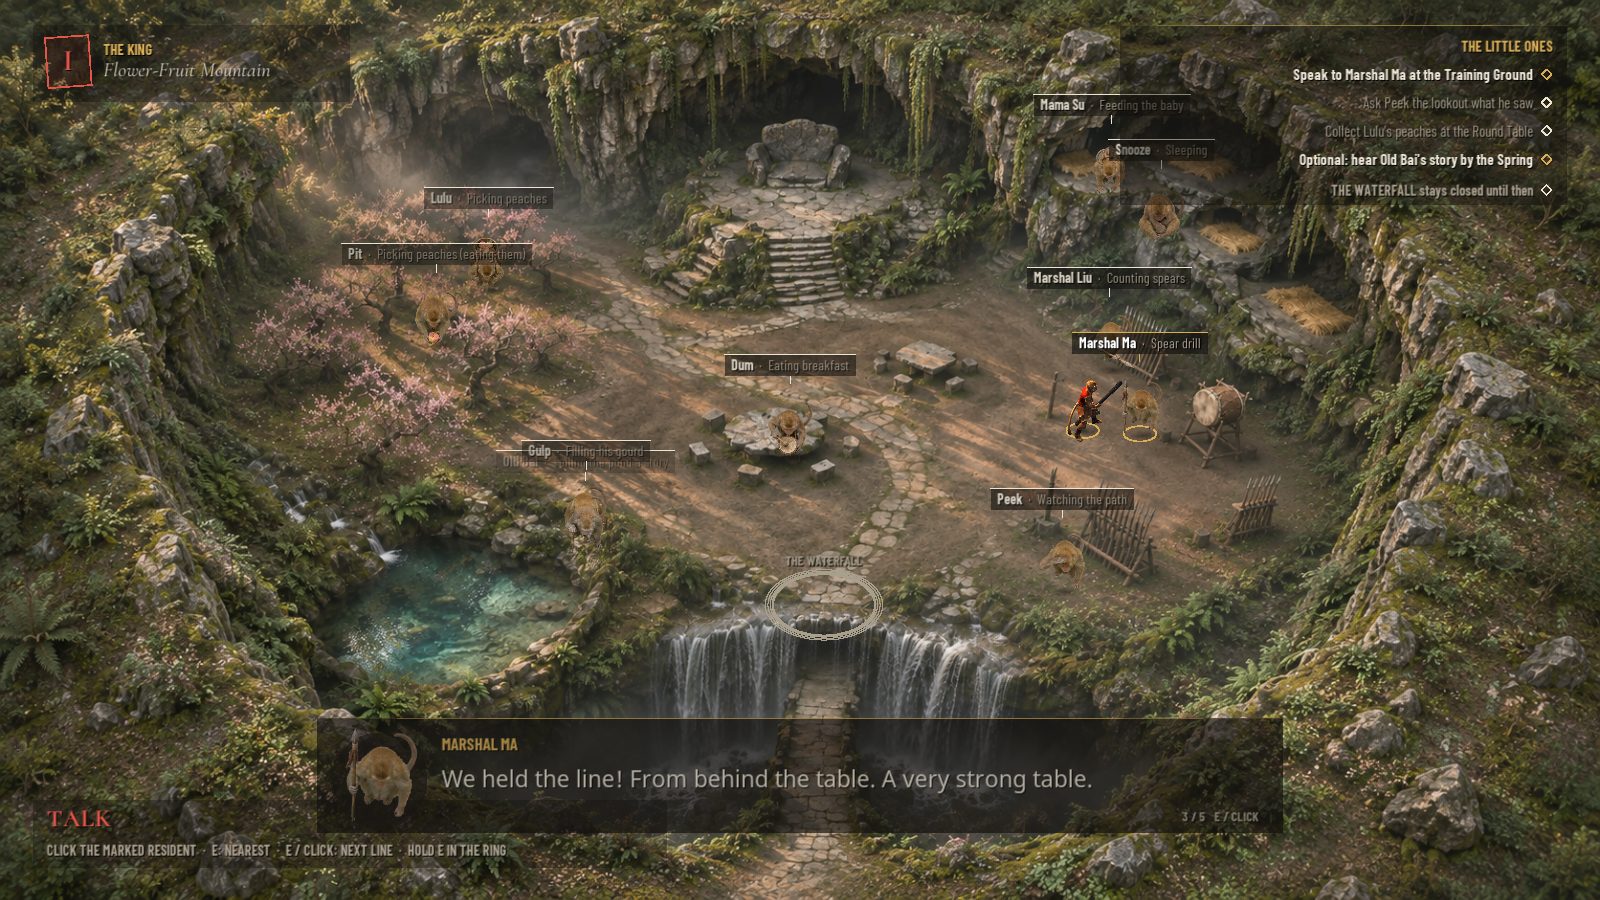 I
THE KING
Flower-Fruit Mountain
THE LITTLE ONES
Speak to Marshal Ma at the Training Ground
Ask Peek the lookout what he saw
Collect Lulu's peaches at the Round Table
Optional: hear Old Bai's story by the Spring
THE WATERFALL stays closed until then
Mama Su · Feeding the baby
Snooze · Sleeping
Lulu · Picking peaches
Pit · Picking peaches (eating them)
Marshal Liu · Counting spears
Marshal Ma · Spear drill
Dum · Eating breakfast
Gulp · Filling his gourd
Old Bai
story
Peek · Watching the path
THE WATERFALL
MARSHAL MA
We held the line! From behind the table. A very strong table.
3 / 5 E / CLICK
TALK
CLICK THE MARKED RESIDENT · E: NEAREST · E / CLICK: NEXT LINE · HOLD E IN THE RING